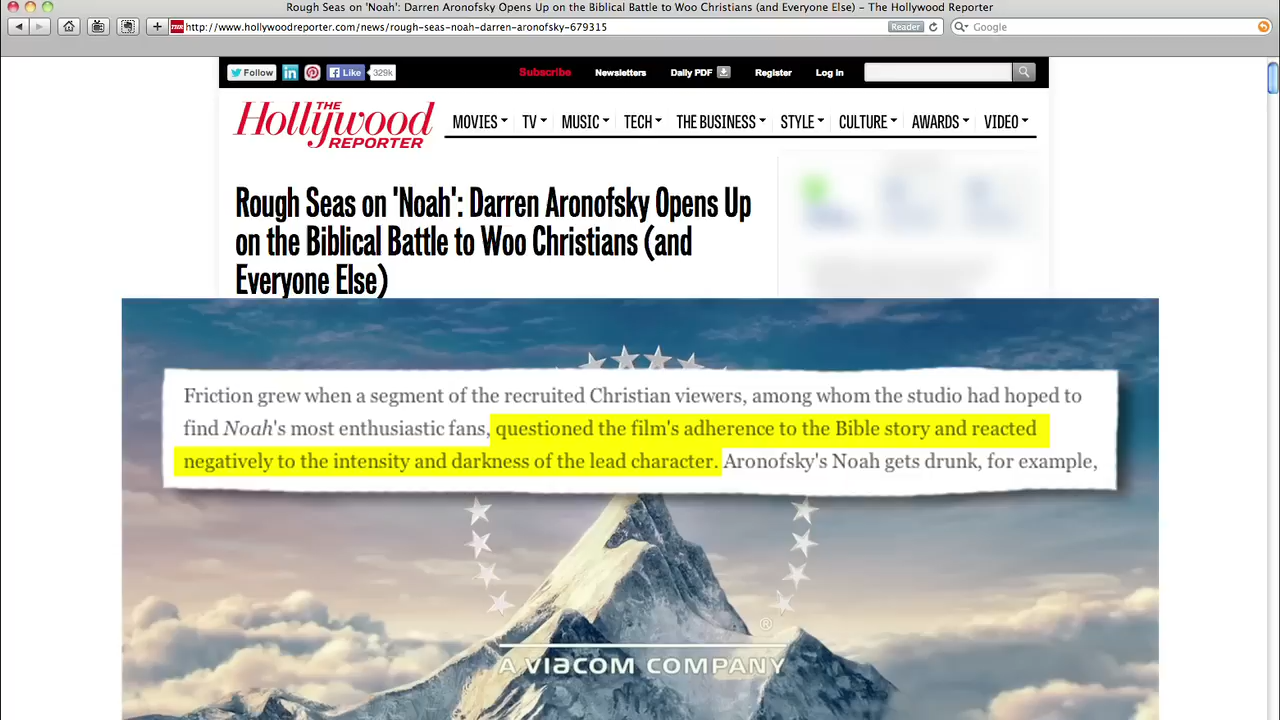 Rough Seas on 'Noah': Darren Aronofsky Opens Up on the Biblical Battle to Woo Christians (and Everyone Else) – The Hollywood Reporter
http://www.hollywoodreporter.com/news/rough-seas-noah-darren-aronofsky-679315
Reader
Google
Follow
in
Like
329k
Subscribe
Newsletters
Daily PDF
Register
Log in
THE
Hollywood
REPORTER
MOVIES
TV
MUSIC
TECH
THE BUSINESS
STYLE
CULTURE
AWARDS
VIDEO
Rough Seas on 'Noah': Darren Aronofsky Opens Up
on the Biblical Battle to Woo Christians (and
Everyone Else)
Friction grew when a segment of the recruited Christian viewers, among whom the studio had hoped to
find Noah's most enthusiastic fans, questioned the film's adherence to the Bible story and reacted
negatively to the intensity and darkness of the lead character. Aronofsky's Noah gets drunk, for example,
®
A VIACOM COMPANY